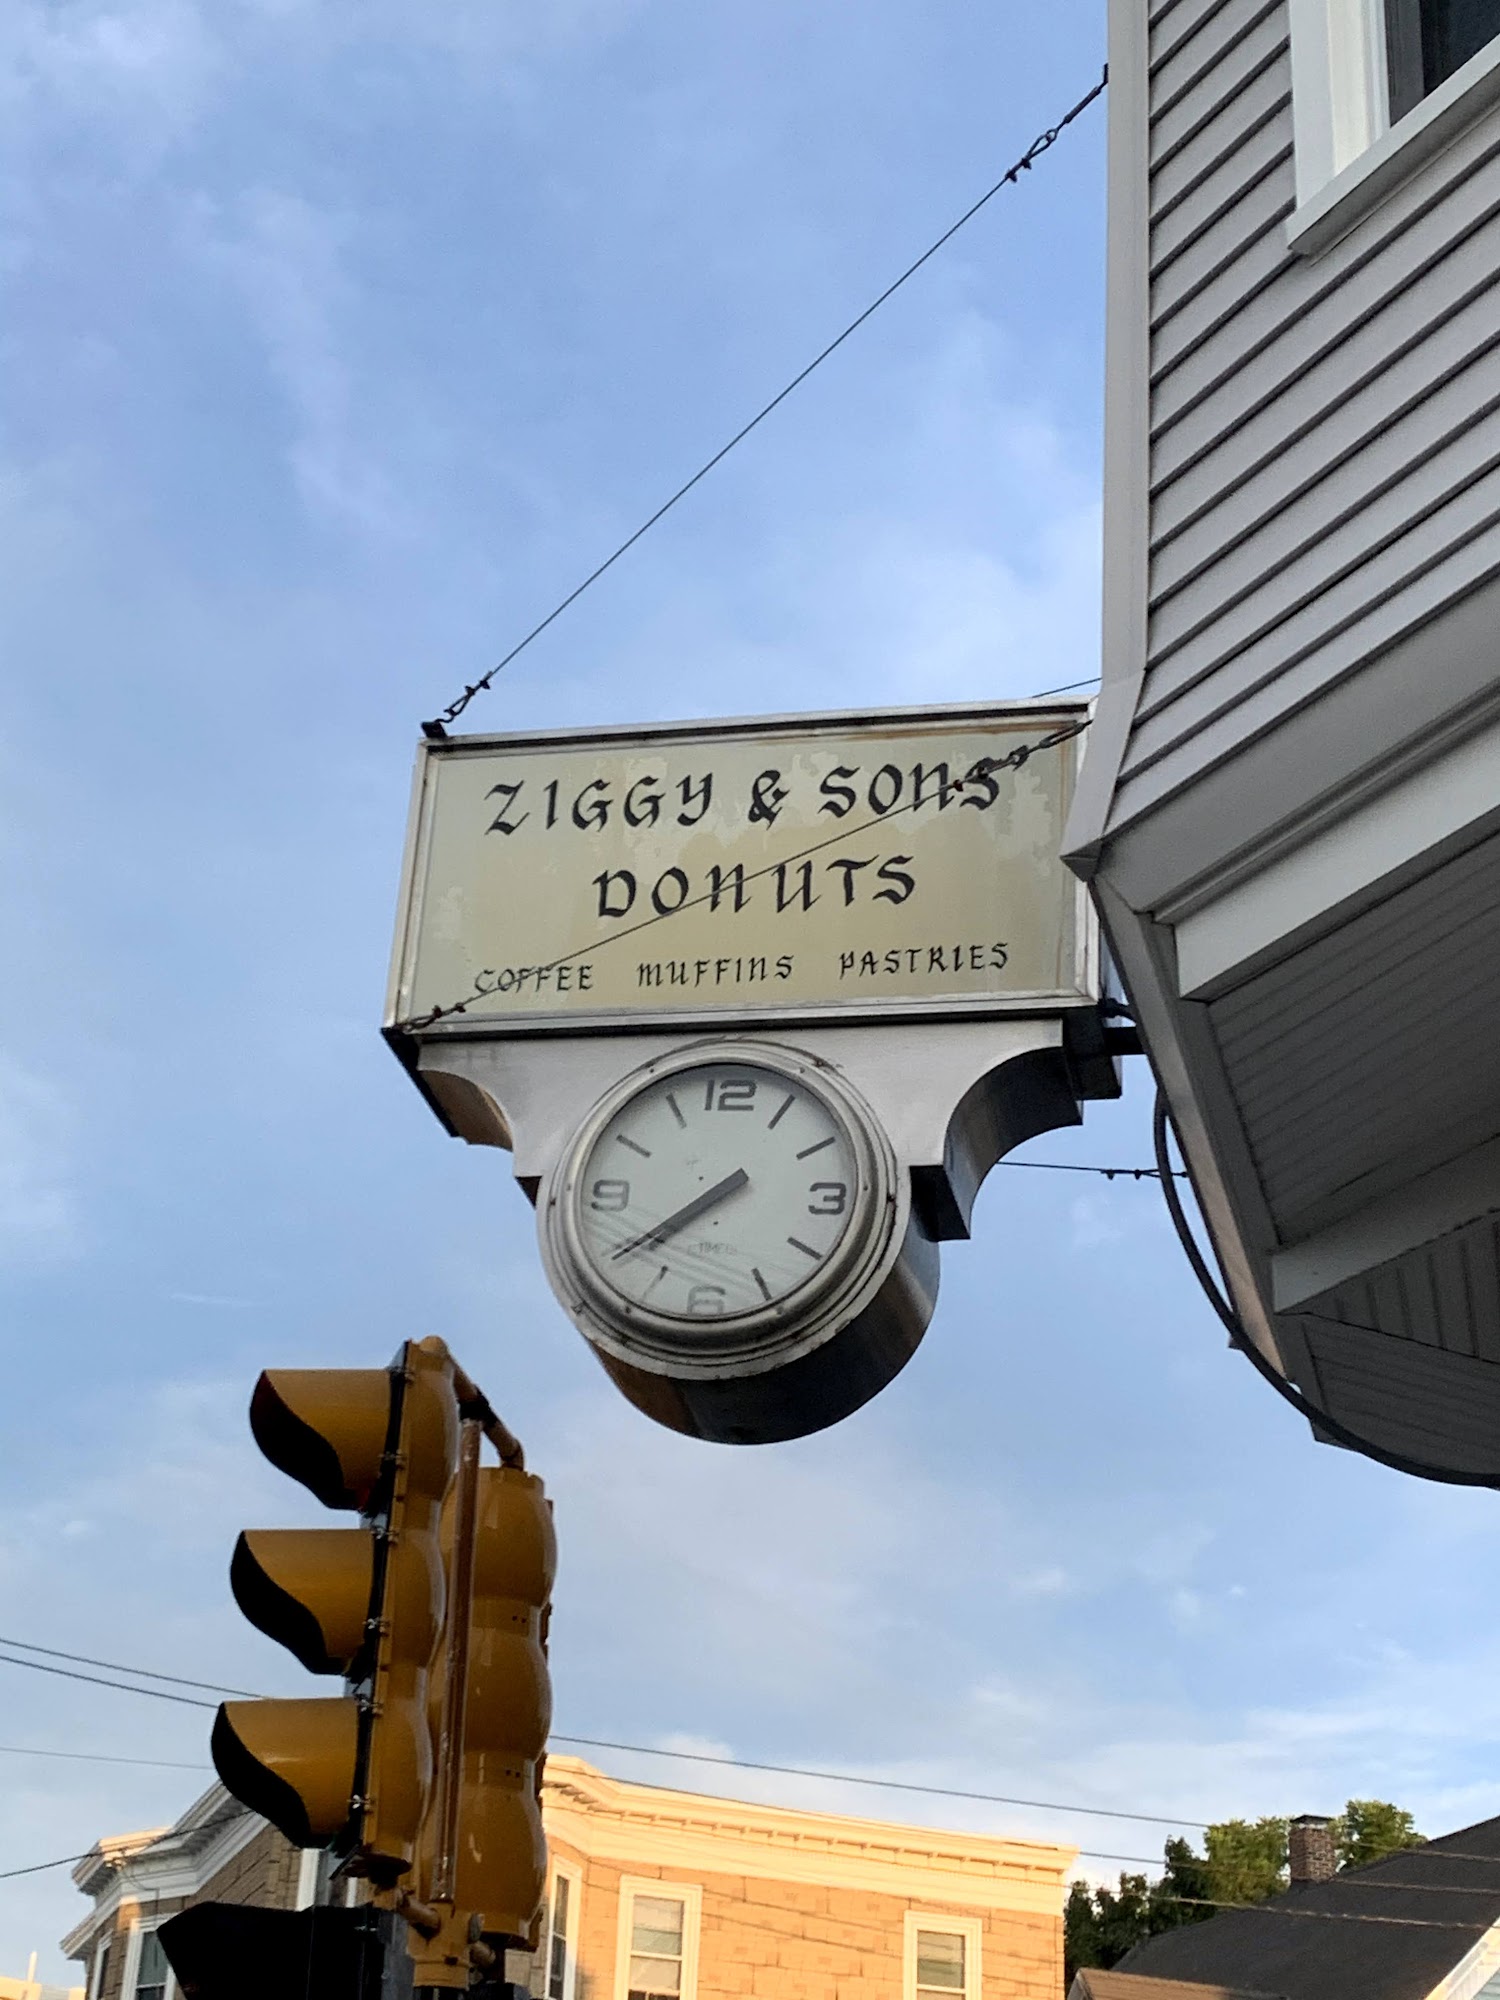 ZIGGY & SONS
DONUTS
COFFEE MUFFINS PASTRIES
12
9 3
6